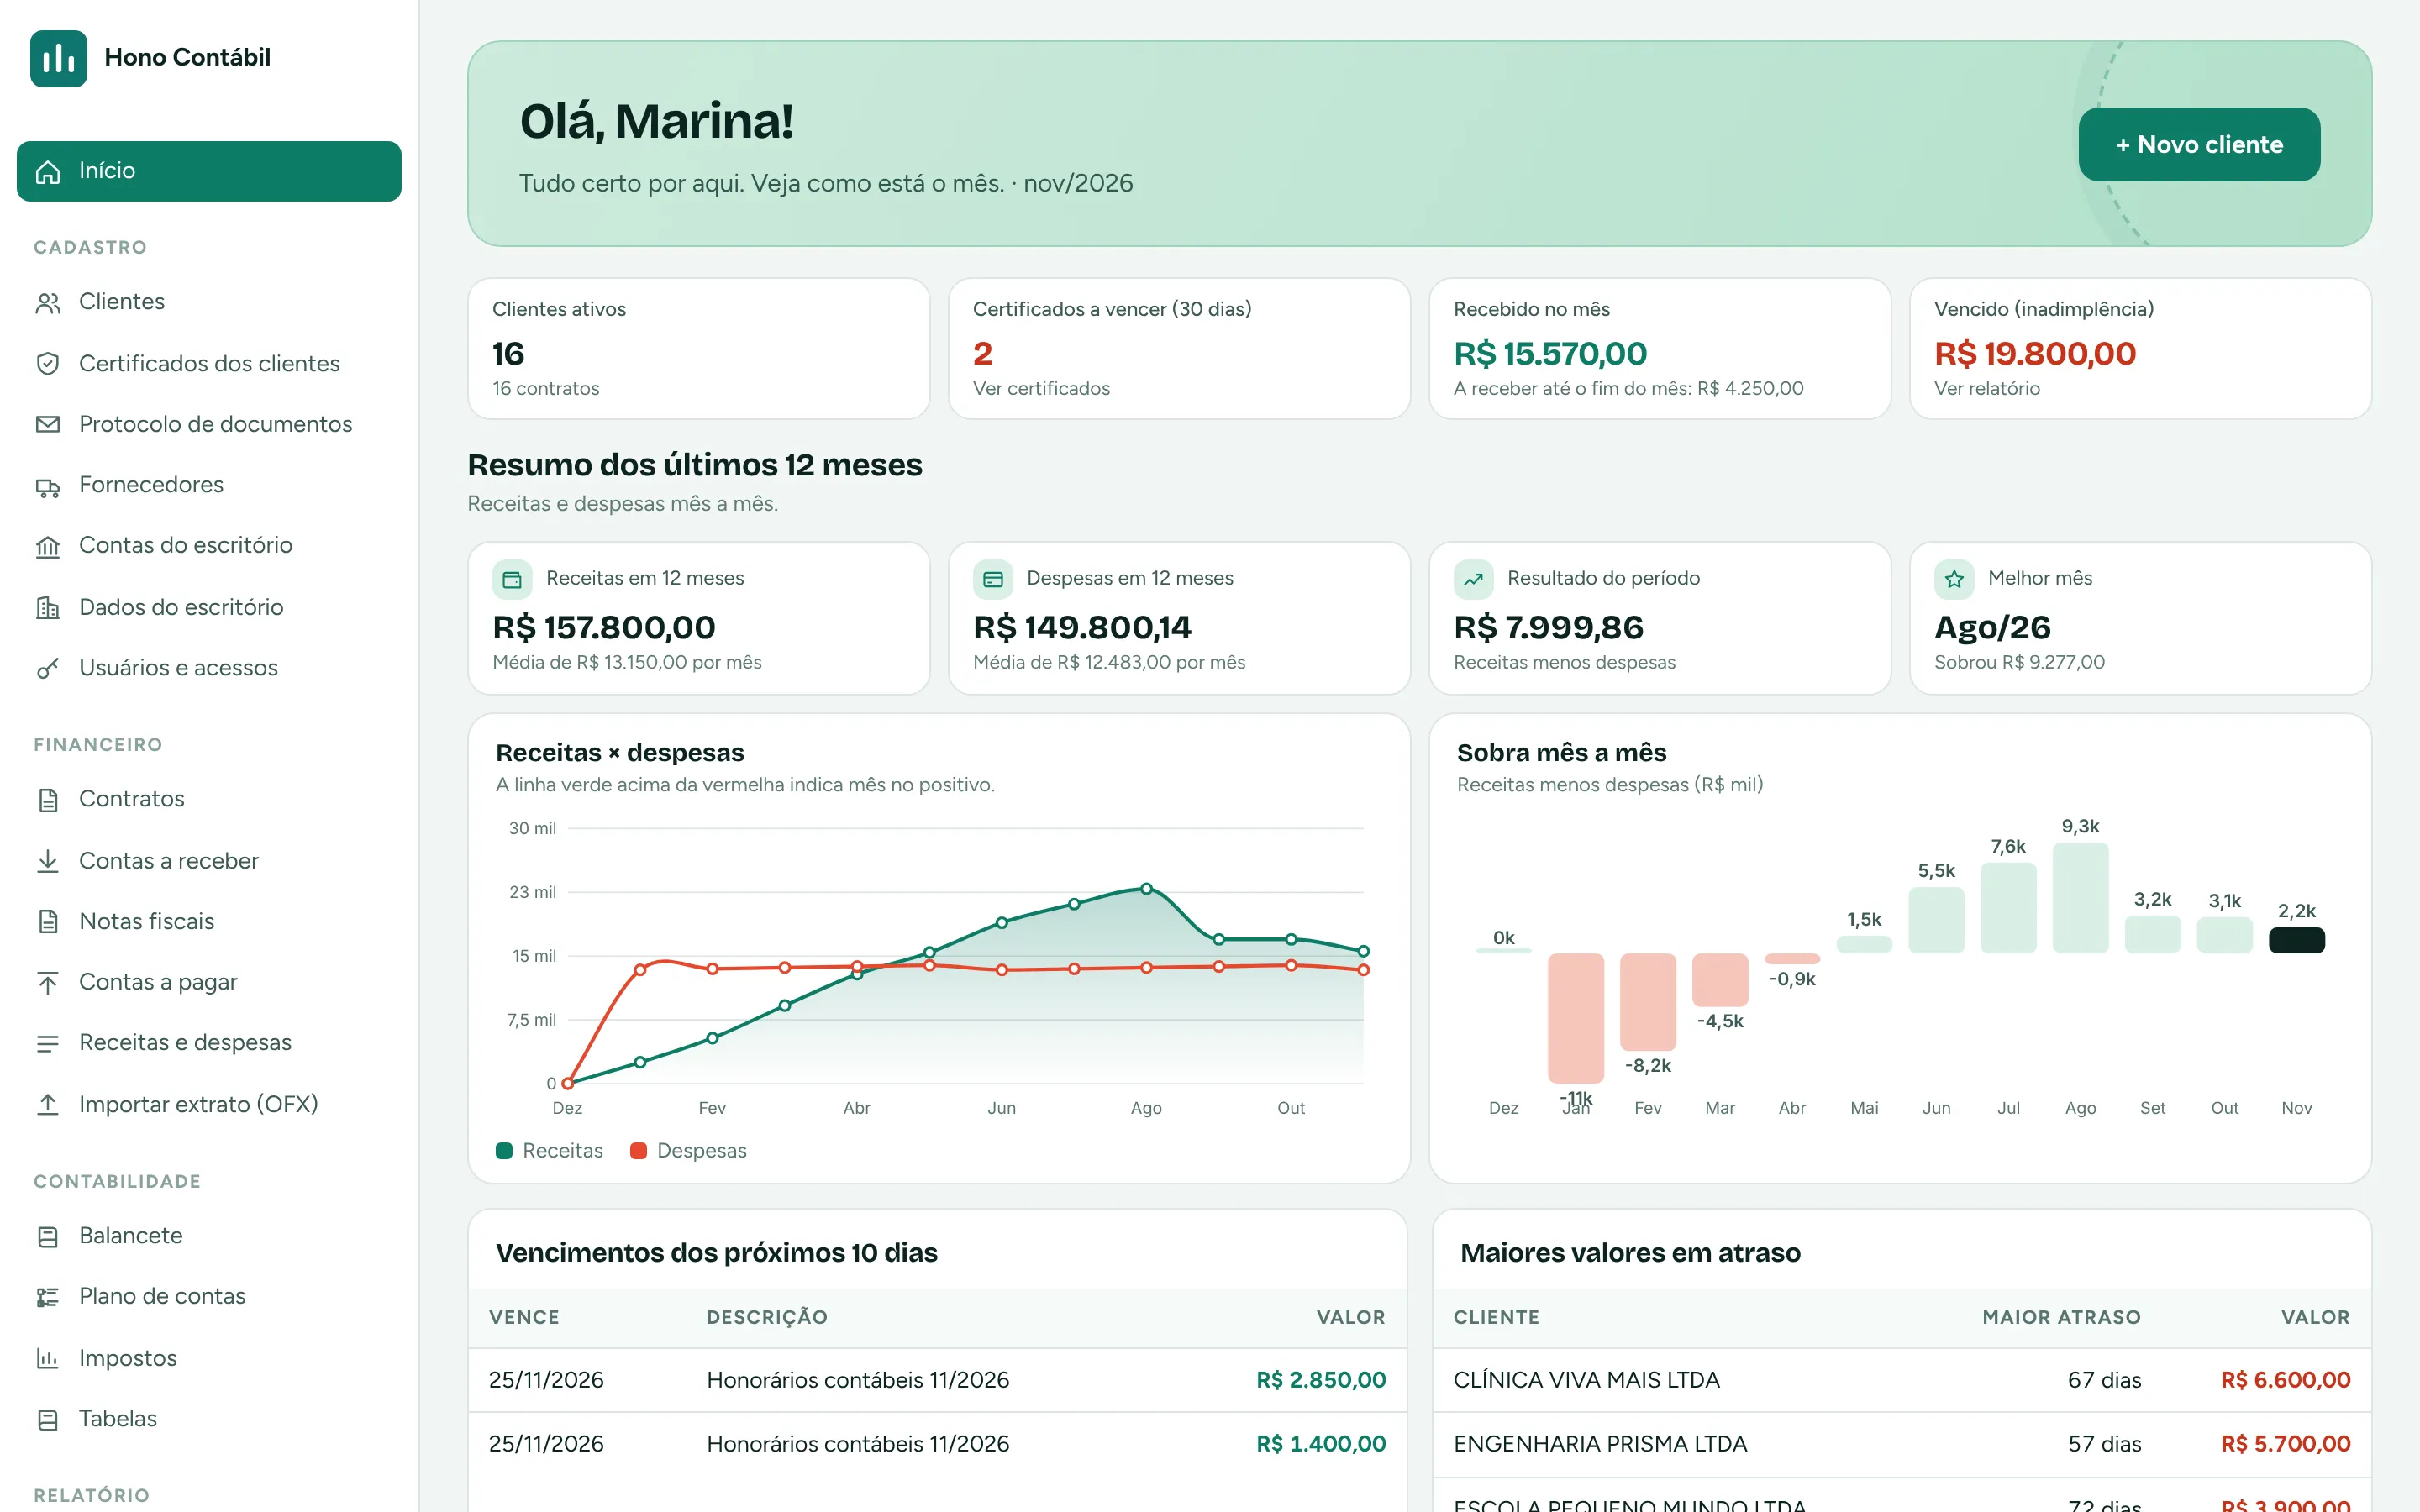 Hono Contábil
Início
CADASTRO
Clientes
Certificados dos clientes
Protocolo de documentos
Fornecedores
Contas do escritório
Dados do escritório
Usuários e acessos
FINANCEIRO
Contratos
Contas a receber
Notas fiscais
Contas a pagar
Receitas e despesas
Importar extrato (OFX)
CONTABILIDADE
Balancete
Plano de contas
Impostos
Tabelas
RELATÓRIO
Olá, Marina!
Tudo certo por aqui. Veja como está o mês. · nov/2026
+ Novo cliente
Clientes ativos
16
16 contratos
Certificados a vencer (30 dias)
2
Ver certificados
Recebido no mês
R$ 15.570,00
A receber até o fim do mês: R$ 4.250,00
Vencido (inadimplência)
R$ 19.800,00
Ver relatório
Resumo dos últimos 12 meses
Receitas e despesas mês a mês.
Receitas em 12 meses
R$ 157.800,00
Média de R$ 13.150,00 por mês
Despesas em 12 meses
R$ 149.800,14
Média de R$ 12.483,00 por mês
Resultado do período
R$ 7.999,86
Receitas menos despesas
Melhor mês
Ago/26
Sobrou R$ 9.277,00
Receitas × despesas
A linha verde acima da vermelha indica mês no positivo.
30 mil
23 mil
15 mil
7,5 mil
0
Dez Fev Abr Jun Ago Out
Receitas Despesas
Sobra mês a mês
Receitas menos despesas (R$ mil)
0k -11k -8,2k -4,5k -0,9k 1,5k 5,5k 7,6k 9,3k 3,2k 3,1k 2,2k
Dez Jan Fev Mar Abr Mai Jun Jul Ago Set Out Nov
Vencimentos dos próximos 10 dias
VENCE DESCRIÇÃO VALOR
25/11/2026 Honorários contábeis 11/2026 R$ 2.850,00
25/11/2026 Honorários contábeis 11/2026 R$ 1.400,00
Maiores valores em atraso
CLIENTE MAIOR ATRASO VALOR
CLÍNICA VIVA MAIS LTDA 67 dias R$ 6.600,00
ENGENHARIA PRISMA LTDA 57 dias R$ 5.700,00
ESCOLA PEQUENO MUNDO LTDA 72 dias R$ 3.900,00